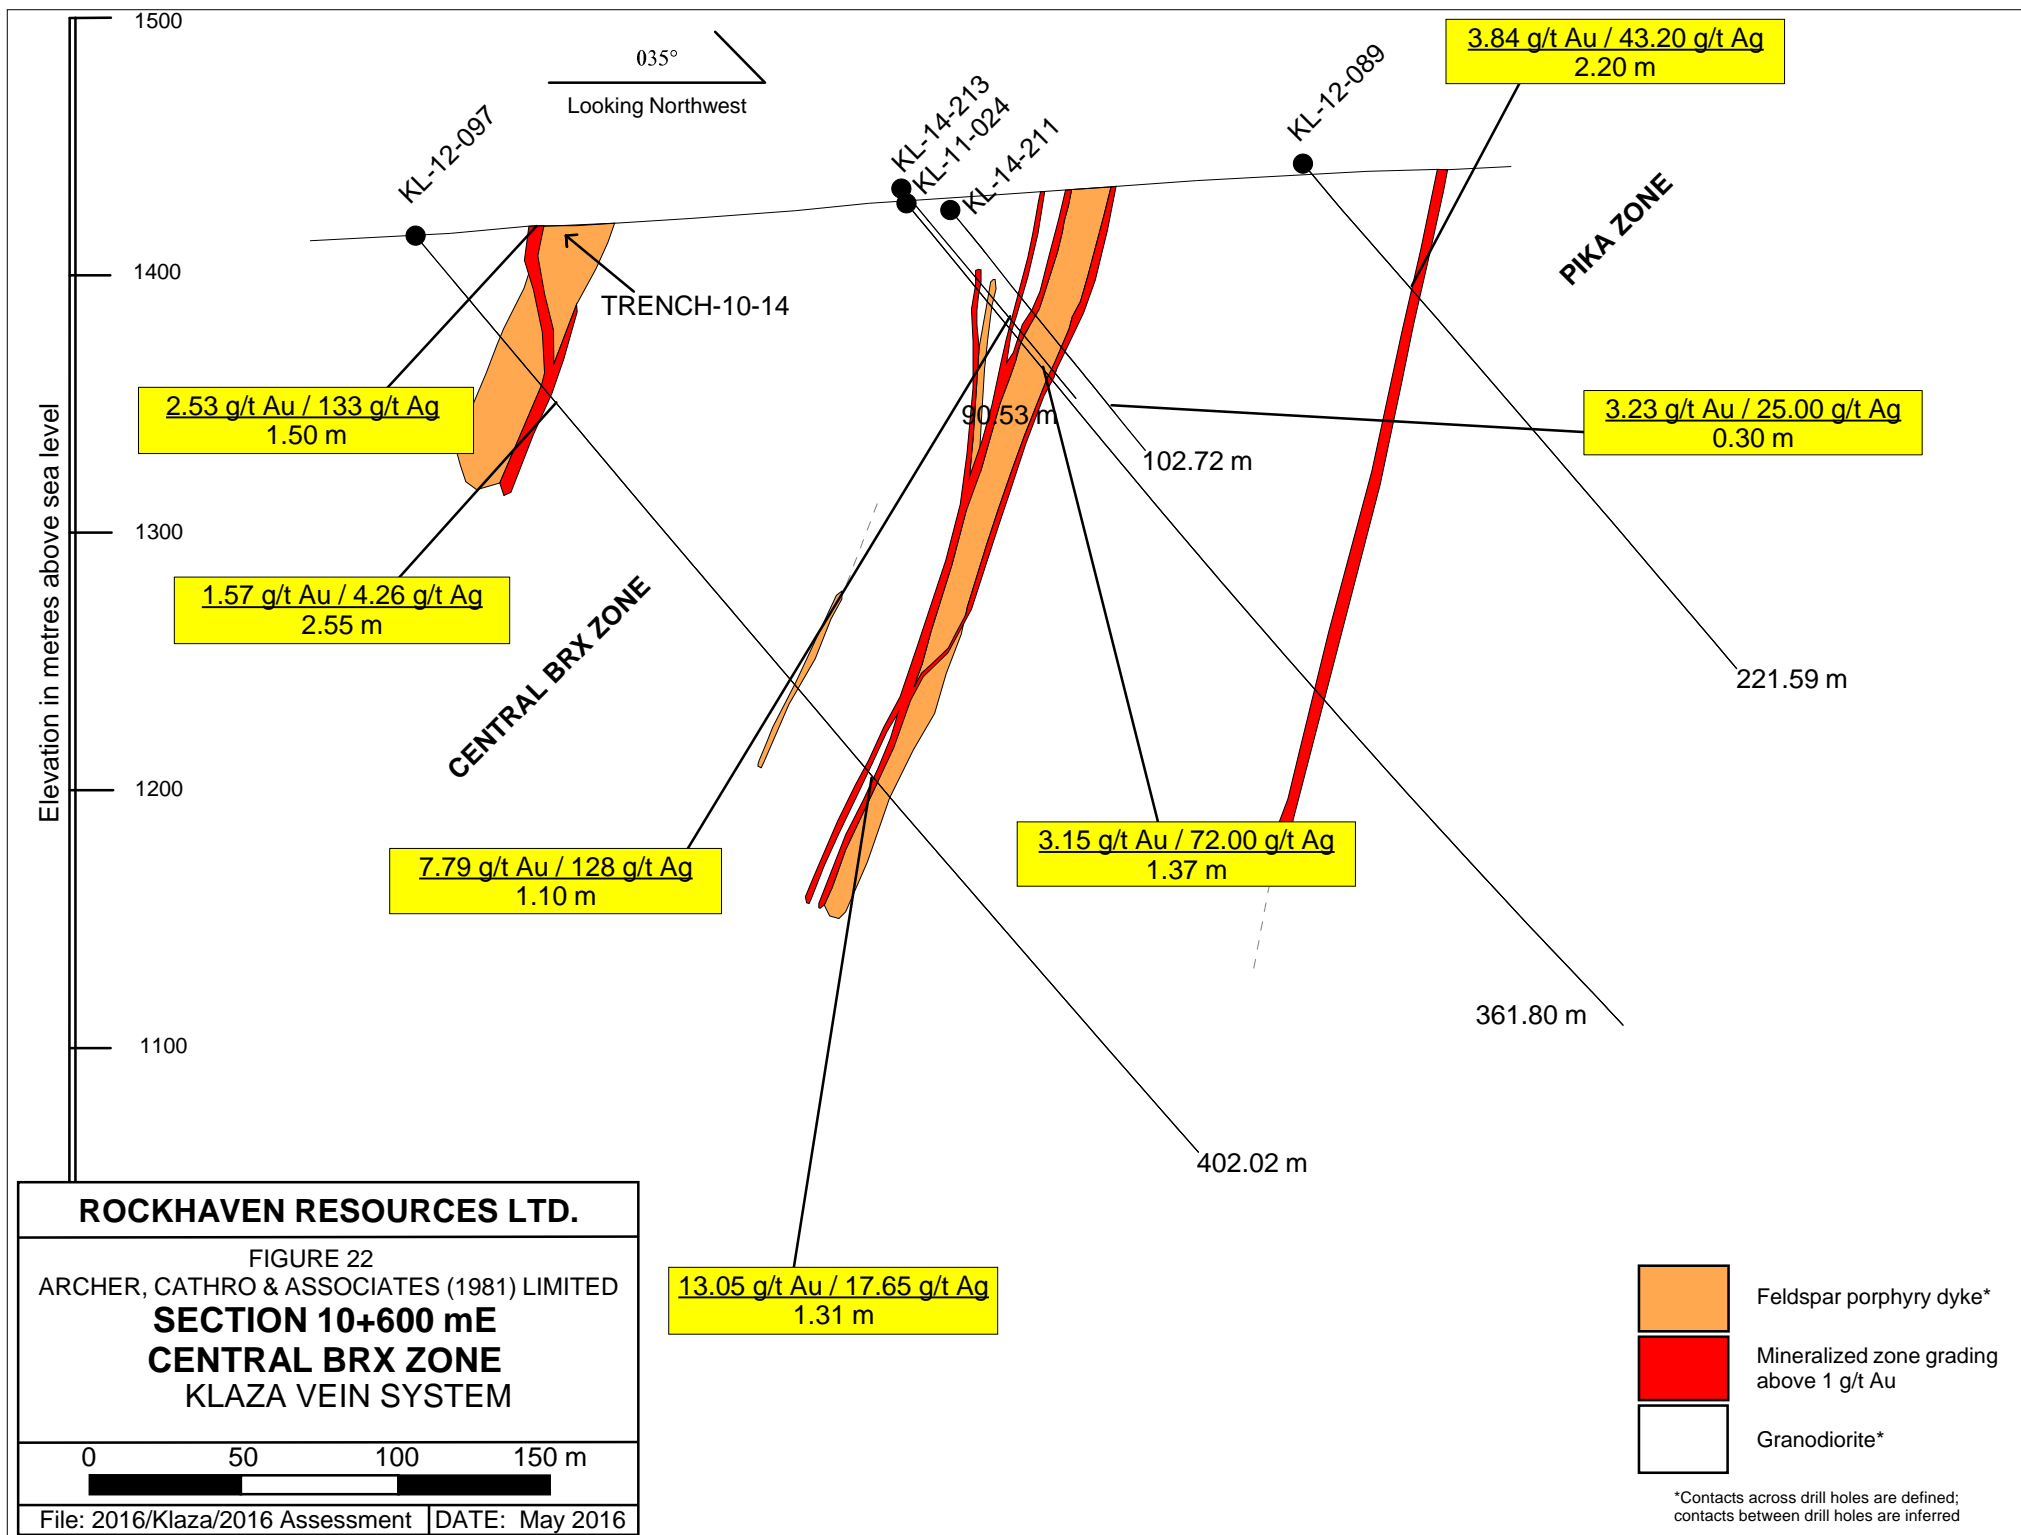 1500
035°
Looking Northwest
KL-12-097
KL-14-213
KL-11-024
KL-14-211
KL-12-089
3.84 g/t Au / 43.20 g/t Ag
2.20 m
PIKA ZONE
1400
TRENCH-10-14
2.53 g/t Au / 133 g/t Ag
1.50 m
90.53 m
102.72 m
3.23 g/t Au / 25.00 g/t Ag
0.30 m
Elevation in metres above sea level
1300
1.57 g/t Au / 4.26 g/t Ag
2.55 m
CENTRAL BRX ZONE
221.59 m
1200
7.79 g/t Au / 128 g/t Ag
1.10 m
3.15 g/t Au / 72.00 g/t Ag
1.37 m
361.80 m
1100
402.02 m
13.05 g/t Au / 17.65 g/t Ag
1.31 m
ROCKHAVEN RESOURCES LTD.
FIGURE 22
ARCHER, CATHRO & ASSOCIATES (1981) LIMITED
SECTION 10+600 mE
CENTRAL BRX ZONE
KLAZA VEIN SYSTEM
0 50 100 150 m
File: 2016/Klaza/2016 Assessment DATE: May 2016
Feldspar porphyry dyke*
Mineralized zone grading
above 1 g/t Au
Granodiorite*
*Contacts across drill holes are defined;
contacts between drill holes are inferred